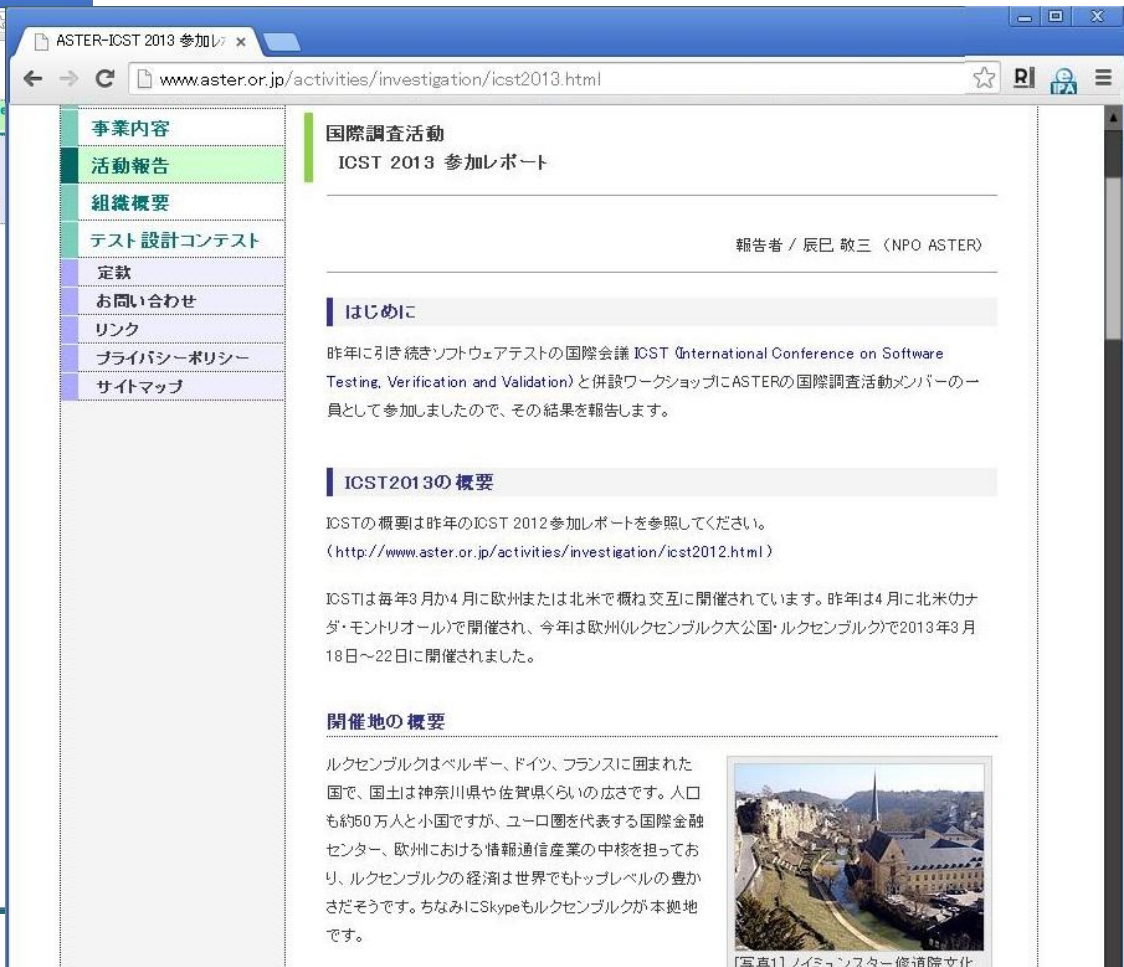 ASTER-ICST 2013 参加レ
www.aster.or.jp/activities/investigation/icst2013.html
事業内容
活動報告
組織概要
テスト設計コンテスト
定款
お問い合わせ
リンク
プライバシーポリシー
サイトマップ
国際調査活動
ICST 2013 参加レポート
報告者 / 辰巳 敬三 (NPO ASTER)
はじめに
昨年に引き続きソフトウェアテストの国際会議 ICST (International Conference on Software
Testing, Verification and Validation) と併設ワークショップにASTERの国際調査活動メンバーの一
員として参加しましたので、その結果を報告します。
ICST2013の概要
ICSTの概要は昨年のICST 2012参加レポートを参照してください。
(http://www.aster.or.jp/activities/investigation/icst2012.html)
ICSTは毎年3月か4月に欧州または北米で概ね交互に開催されています。昨年は4月に北米(カナ
ダ・モントリオール)で開催され、今年は欧州(ルクセンブルク大公国・ルクセンブルク)で2013年3月
18日～22日に開催されました。
開催地の概要
ルクセンブルクはベルギー、ドイツ、フランスに囲まれた
国で、国土は神奈川県や佐賀県くらいの広さです。人口
も約50万人と小国ですが、ユーロ圏を代表する国際金融
センター、欧州における情報通信産業の中核を担ってお
り、ルクセンブルクの経済は世界でもトップレベルの豊か
さだそうです。ちなみにSkypeもルクセンブルクが本拠地
です。
[写真1] ノイミュンスター修道院文化